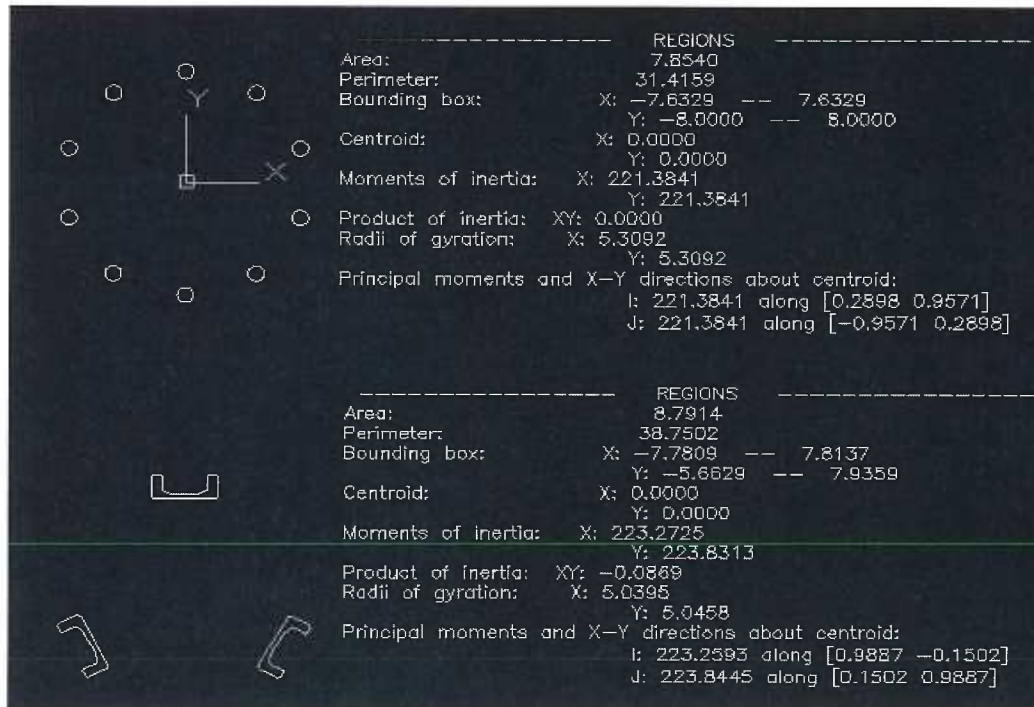 REGIONS
Area: 7.8540
Perimeter: 31.4159
Bounding box: X: -7.6329 -- 7.6329
Y: -8.0000 -- 8.0000
Centroid: X: 0.0000
Y: 0.0000
Moments of inertia: X: 221.3841
Y: 221.3841
Product of inertia: XY: 0.0000
Radii of gyration: X: 5.3092
Y: 5.3092
Principal moments and X-Y directions about centroid:
I: 221.3841 along [0.2898 0.9571]
J: 221.3841 along [-0.9571 0.2898]
Y
X
REGIONS
Area: 8.7914
Perimeter: 38.7502
Bounding box: X: -7.7809 -- 7.8137
Y: -5.6629 -- 7.9359
Centroid: X: 0.0000
Y: 0.0000
Moments of inertia: X: 223.2725
Y: 223.8313
Product of inertia: XY: -0.0869
Radii of gyration: X: 5.0395
Y: 5.0458
Principal moments and X-Y directions about centroid:
I: 223.2593 along [0.9887 -0.1502]
J: 223.8445 along [0.1502 0.9887]